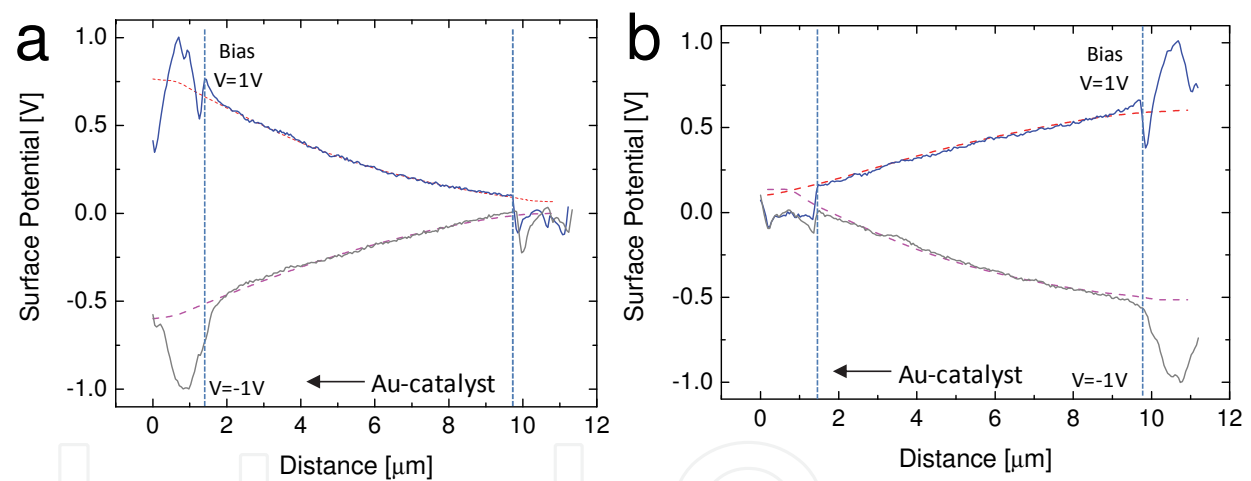 a
1.0
0.5
0.0
-0.5
-1.0
Surface Potential [V]
Bias
V=1V
V=-1V
Au-catalyst
0 2 4 6 8 10 12
Distance [μm]
b
1.0
0.5
0.0
-0.5
-1.0
Surface Potential [V]
Bias
V=1V
V=-1V
Au-catalyst
0 2 4 6 8 10 12
Distance [μm]